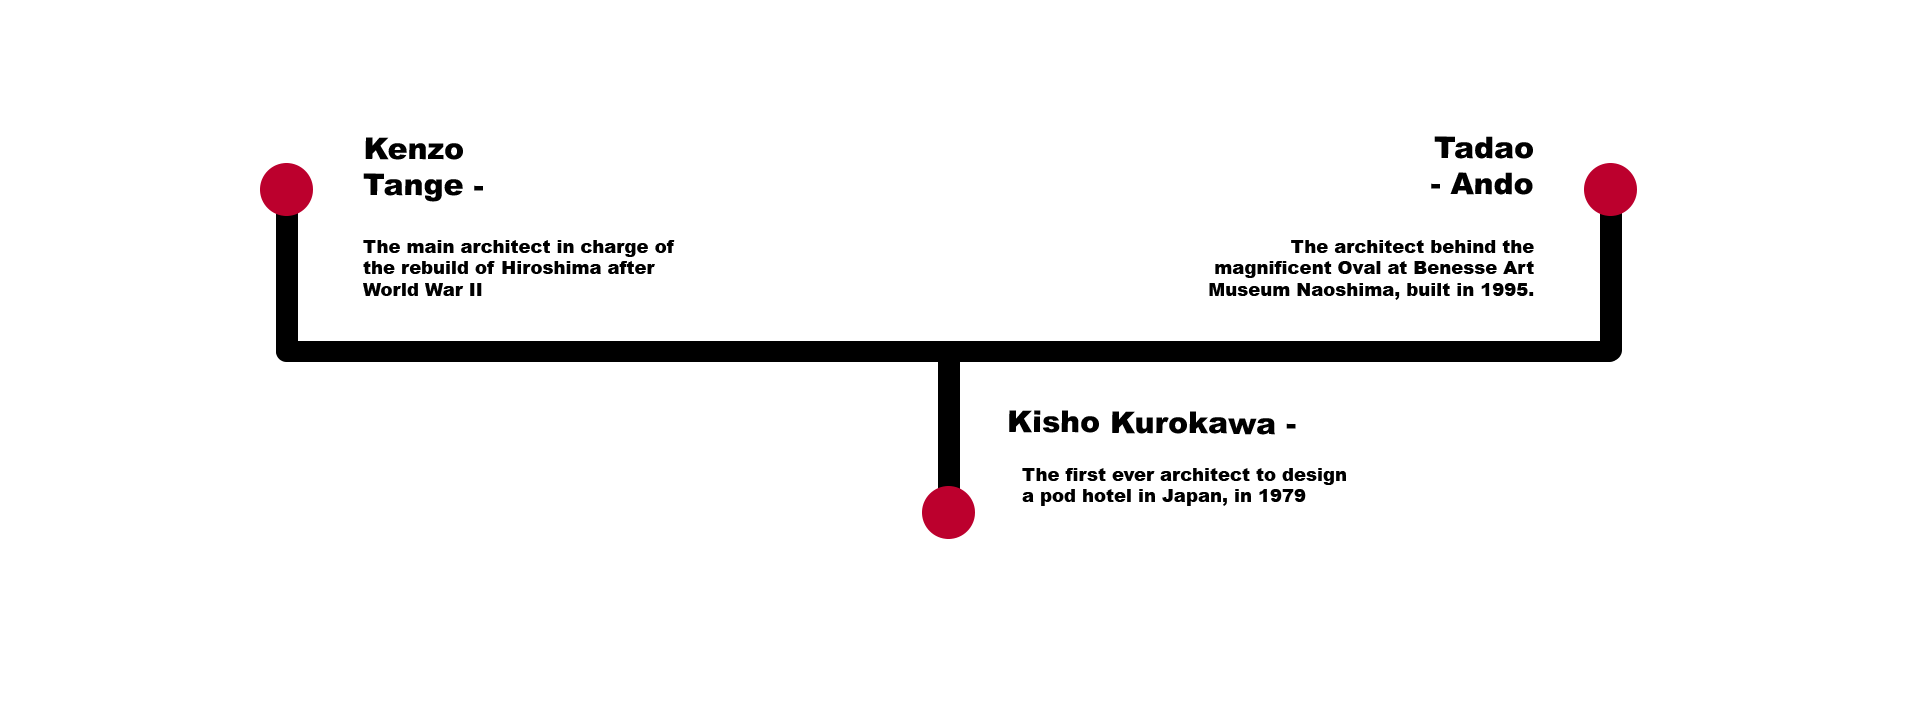 Kenzo
Tange -
The main architect in charge of
the rebuild of Hiroshima after
World War II
Tadao
- Ando
The architect behind the
magnificent Oval at Benesse Art
Museum Naoshima, built in 1995.
Kisho Kurokawa -
The first ever architect to design
a pod hotel in Japan, in 1979